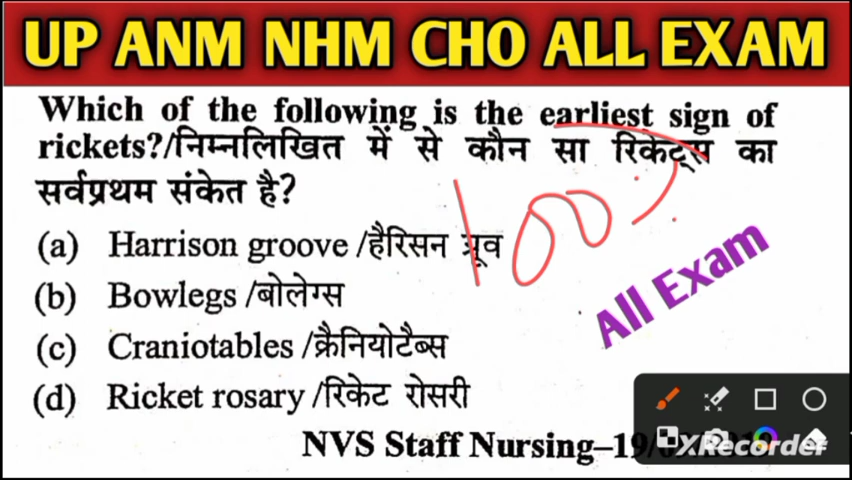 UP ANM NHM CHO ALL EXAM
Which of the following is the earliest sign of
rickets?/निम्नलिखित में से कौन सा रिकेट्स का
सर्वप्रथम संकेत है?
(a) Harrison groove /हैरिसन ग्रूव
(b) Bowlegs /बोलेग्स
(c) Craniotables /क्रैनियोटैब्स
(d) Ricket rosary /रिकेट रोसरी
100%
All Exam
NVS Staff Nursing–19/
XRecorder